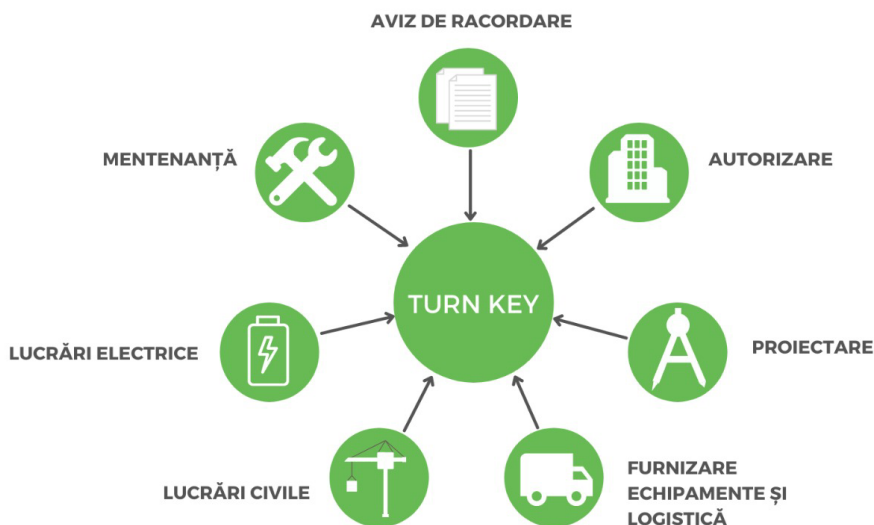 AVIZ DE RACORDARE
MENTENANȚĂ
AUTORIZARE
TURN KEY
LUCRĂRI ELECTRICE
PROIECTARE
LUCRĂRI CIVILE
FURNIZARE
ECHIPAMENTE ȘI
LOGISTICĂ